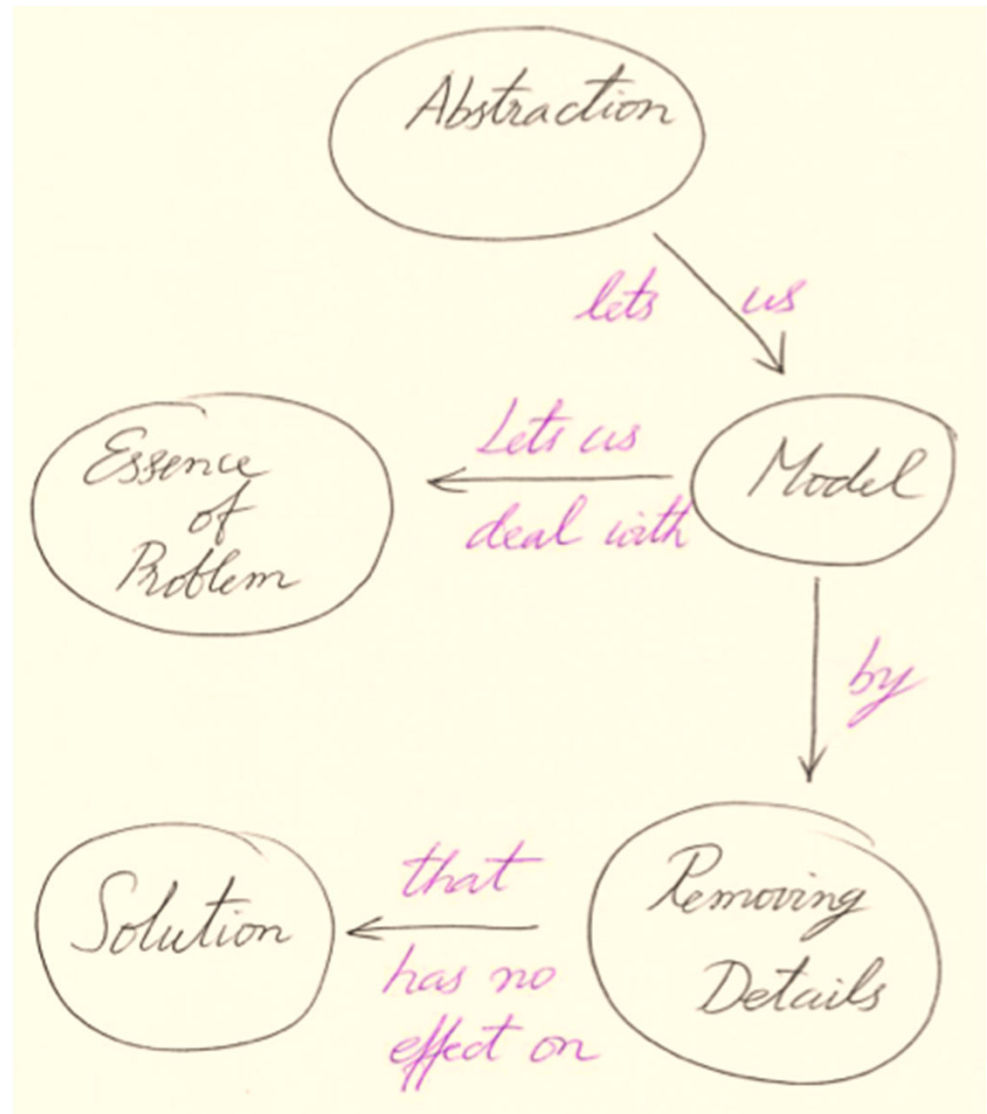 Abstraction
lets us
Lets us
deal with
Model
Essence
of
Problem
by
Removing
Details
that
has no
effect on
Solution